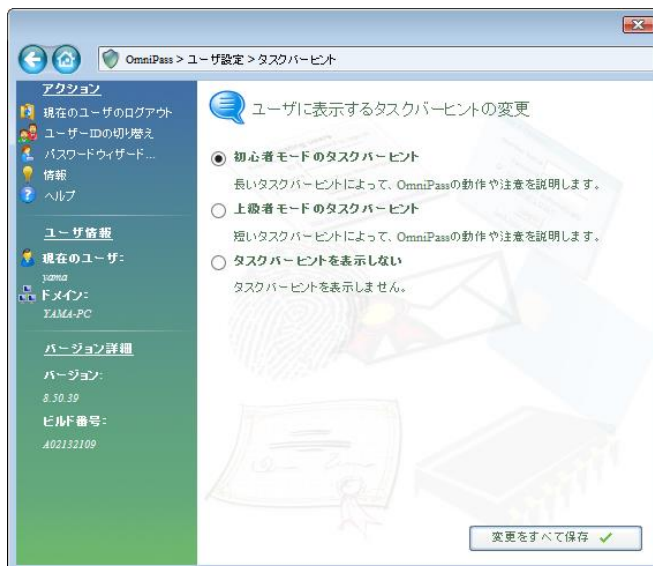 OmniPass > ユーザ設定 > タスクバーヒント
アクション
現在のユーザのログアウト
ユーザーIDの切り替え
パスワードウィザード...
情報
ヘルプ
ユーザ情報
現在のユーザ:
yama
ドメイン:
YAMA-PC
バージョン詳細
バージョン:
8.50.39
ビルド番号:
A02132109
ユーザに表示するタスクバーヒントの変更
初心者モードのタスクバーヒント
長いタスクバーヒントによって、OmniPassの動作や注意を説明します。
上級者モードのタスクバーヒント
短いタスクバーヒントによって、OmniPassの動作や注意を説明します。
タスクバーヒントを表示しない
タスクバーヒントを表示しません。
変更をすべて保存